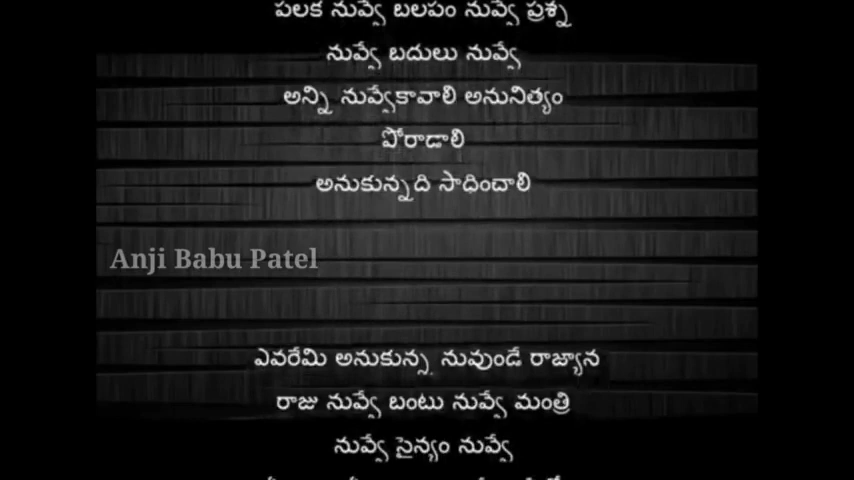 పలక నువ్వే బలపం నువ్వే ప్రశ్న
నువ్వే బదులు నువ్వే
అన్ని నువ్వేకావాలి అనునిత్యం
పోరాడాలి
అనుకున్నది సాధించాలి
Anji Babu Patel
ఎవరేమి అనుకున్న నువుండే రాజ్యాన
రాజు నువ్వే బంటు నువ్వే మంత్రి
నువ్వే సైన్యం నువ్వే